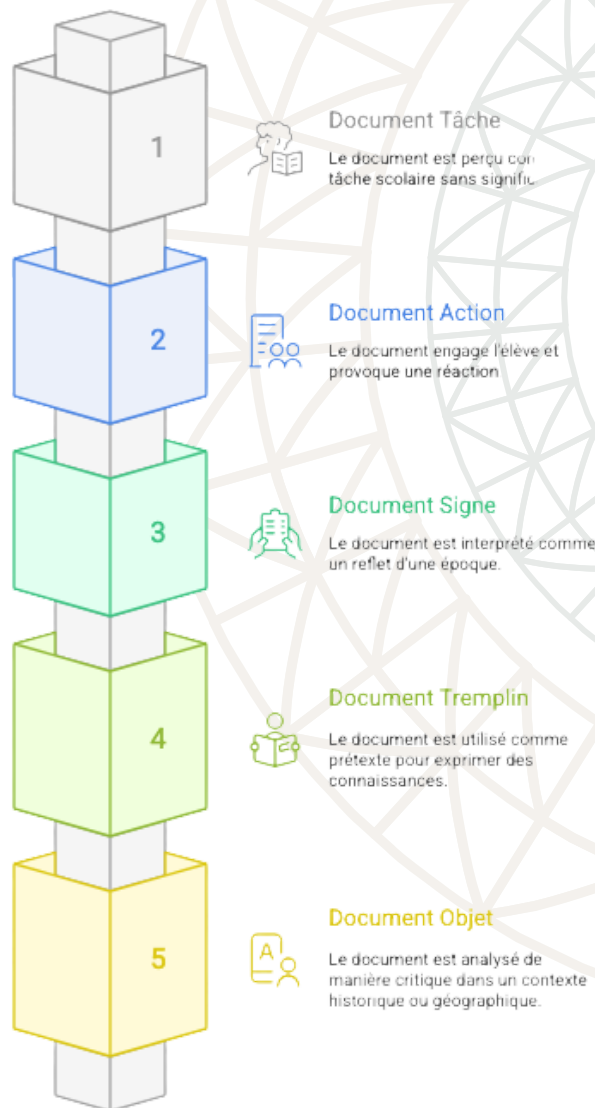 1
Document Tâche
Le document est perçu
tâche scolaire sans
2
Document Action
Le document engage l'élève et
provoque une réaction
3
Document Signe
Le document est interprété comme
un reflet d'une époque.
4
Document Tremplin
Le document est utilisé comme
prétexte pour exprimer des
connaissances.
5
Document Objet
A
Le document est analysé de
manière critique dans un contexte
historique ou géographique.